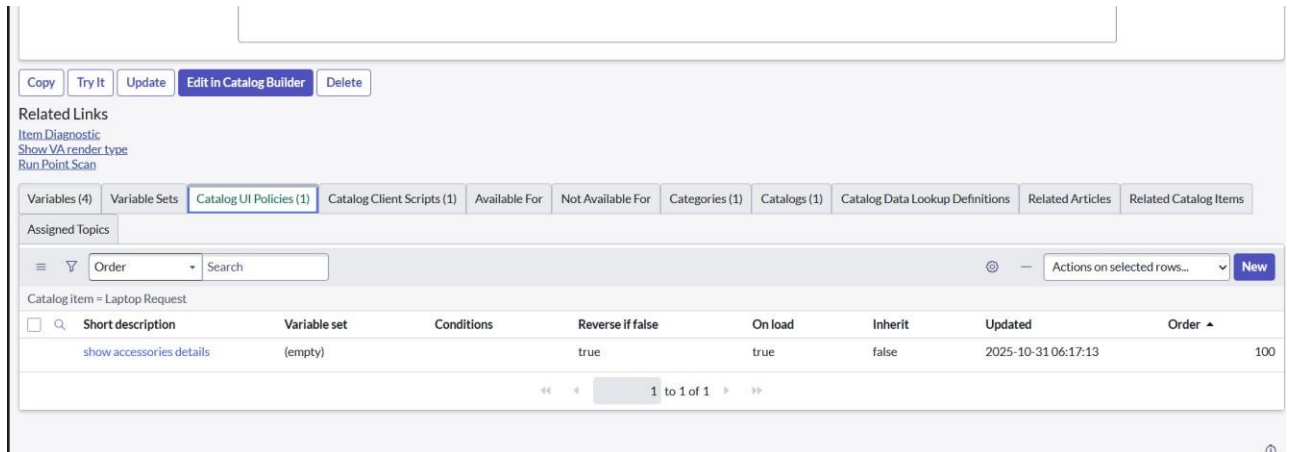 Copy Try It Update Edit in Catalog Builder Delete
Related Links
Item Diagnostic
Show VA render type
Run Point Scan
Variables (4) Variable Sets Catalog UI Policies (1) Catalog Client Scripts (1) Available For Not Available For Categories (1) Catalogs (1) Catalog Data Lookup Definitions Related Articles Related Catalog Items
Assigned Topics
Order Search Actions on selected rows... New
Catalog item = Laptop Request
Short description Variable set Conditions Reverse if false On load Inherit Updated Order
show accessories details (empty) true true false 2025-10-31 06:17:13 100
1 to 1 of 1